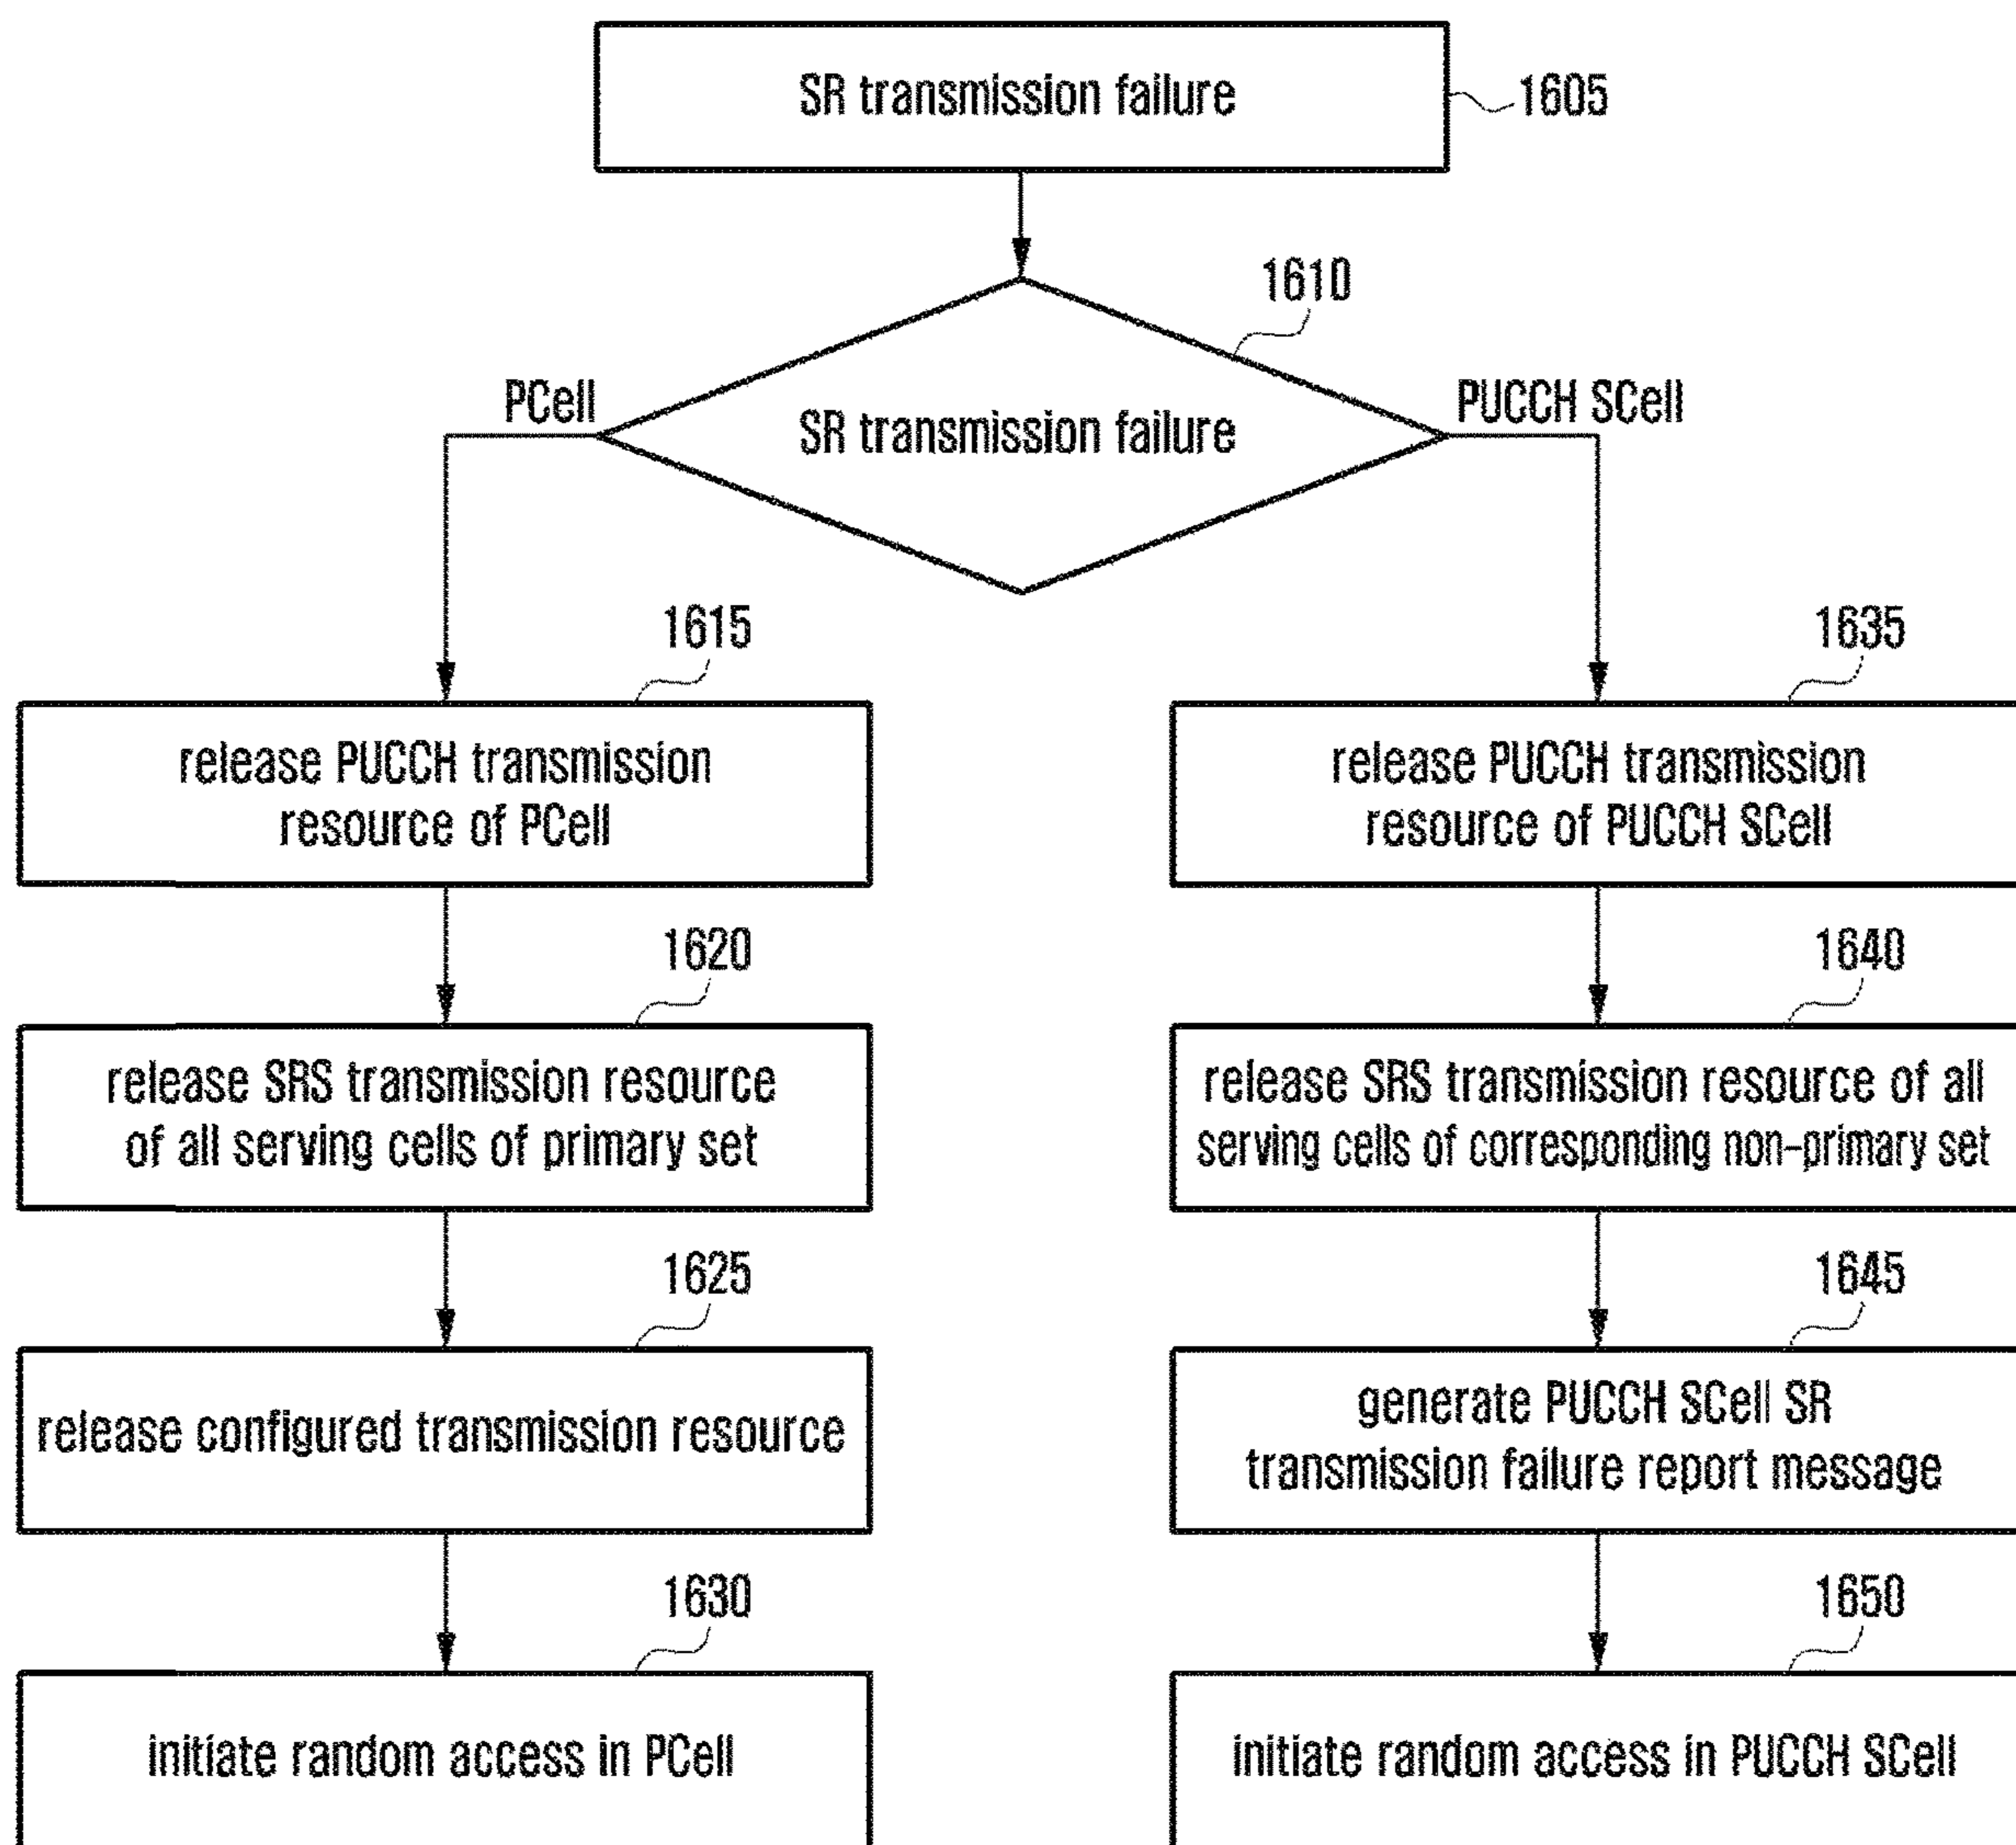 SR transmission failure
1605
1610
PCell
SR transmission failure
PUCCH SCell
1615
release PUCCH transmission
resource of PCell
1620
release SRS transmission resource
of all serving cells of primary set
1625
release configured transmission resource
1630
initiate random access in PCell
1635
release PUCCH transmission
resource of PUCCH SCell
1640
release SRS transmission resource of all
serving cells of corresponding non-primary set
1645
generate PUCCH SCell SR
transmission failure report message
1650
initiate random access in PUCCH SCell